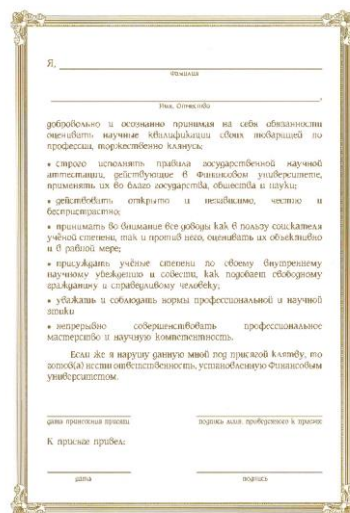 Я, ____________________
Фамилия
____________________,
Имя, Отчество
добровольно и осознанно принимая на себя обязанности
оценивать научные квалификации своих товарищей по
профессии, торжественно клянусь:
• строго исполнять правила государственной научной
аттестации, действующие в Финансовом университете,
применять их во благо государства, общества и науки;
• действовать открыто и независимо, честно и
беспристрастно;
• принимать во внимание все доводы как в пользу соискателя
учёной степени, так и против него, оценивать их объективно
и в равной мере;
• присуждать учёные степени по своему внутреннему
научному убеждению и совести, как подобает свободному
гражданину и справедливому человеку;
• уважать и соблюдать нормы профессиональной и научной
этики
• непрерывно совершенствовать профессиональное
мастерство и научную компетентность.
Если же я нарушу данную мной под присягой клятву, то
готов(а) нести ответственность, установленную Финансовым
университетом.
дата принесения присяги
подпись лица, приведенного к присяге
К присяге привел:
дата
подпись